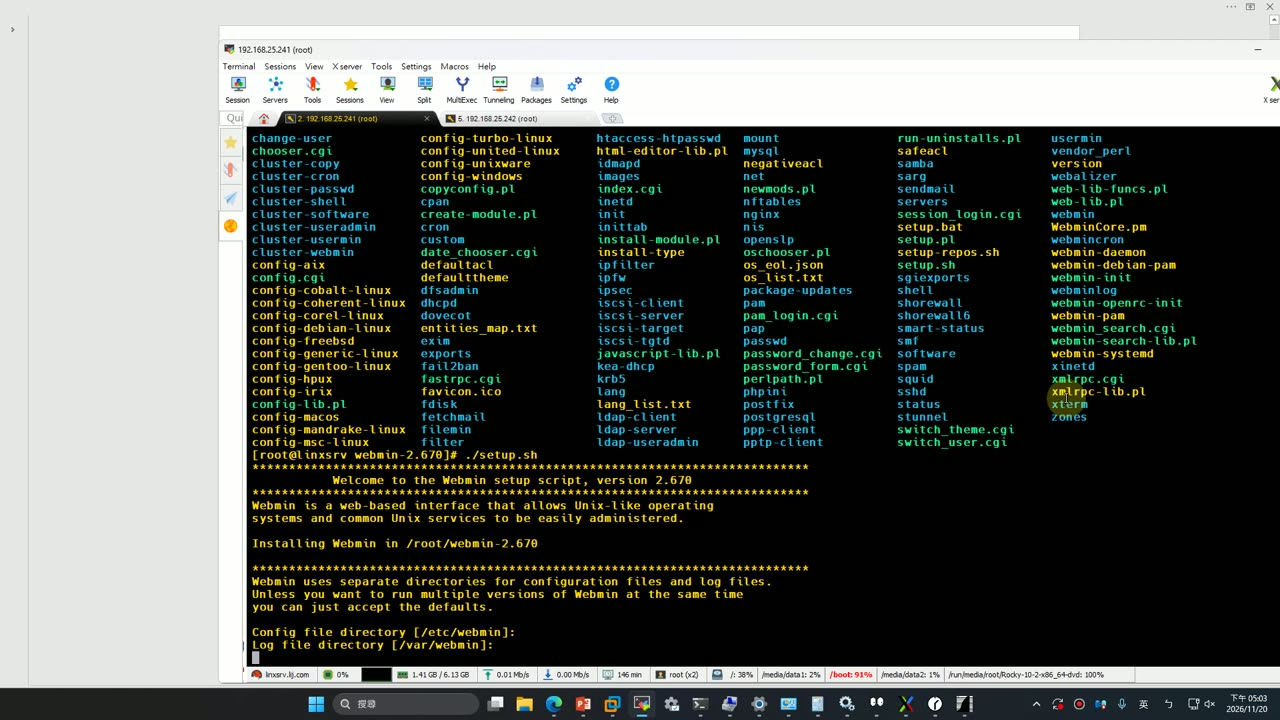 192.168.25.241 (root)
Terminal Sessions View X server Tools Settings Macros Help
Session Servers Tools Sessions View Split MultiExec Tunneling Packages Settings Help X ser
Qui 2. 192.168.25.241 (root) 5. 192.168.25.242 (root)
change-user config-turbo-linux htaccess-htpasswd mount run-uninstalls.pl usermin
chooser.cgi config-united-linux html-editor-lib.pl mysql safeacl vendor_perl
cluster-copy config-unixware idmapd negativeacl samba version
cluster-cron config-windows images net sarg webalizer
cluster-passwd copyconfig.pl index.cgi newmods.pl sendmail web-lib-funcs.pl
cluster-shell cpan inetd nftables servers web-lib.pl
cluster-software create-module.pl init nginx session_login.cgi webmin
cluster-useradmin cron inittab nis setup.bat WebminCore.pm
cluster-usermin custom install-module.pl openslp setup.pl webmincron
cluster-webmin date_chooser.cgi install-type oschooser.pl setup-repos.sh webmin-daemon
config-aix defaultacl ipfilter os_eol.json setup.sh webmin-debian-pam
config.cgi defaulttheme ipfw os_list.txt sgiexports webmin-init
config-cobalt-linux dfsadmin ipsec package-updates shell webminlog
config-coherent-linux dhcpd iscsi-client pam shorewall webmin-openrc-init
config-corel-linux dovecot iscsi-server pam_login.cgi shorewall6 webmin-pam
config-debian-linux entities_map.txt iscsi-target pap smart-status webmin_search.cgi
config-freebsd exim iscsi-tgtd passwd smf webmin-search-lib.pl
config-generic-linux exports javascript-lib.pl password_change.cgi software webmin-systemd
config-gentoo-linux fail2ban kea-dhcp password_form.cgi spam xinetd
config-hpux fastrpc.cgi krb5 perlpath.pl squid xmlrpc.cgi
config-irix favicon.ico lang phpini sshd xmlrpc-lib.pl
config-lib.pl fdisk lang_list.txt postfix status xterm
config-macos fetchmail ldap-client postgresql stunnel zones
config-mandrake-linux filemin ldap-server ppp-client switch_theme.cgi
config-msc-linux filter ldap-useradmin pptp-client switch_user.cgi
[root@linxsrv webmin-2.670]# ./setup.sh
****************************************************************************
Welcome to the Webmin setup script, version 2.670
****************************************************************************
Webmin is a web-based interface that allows Unix-like operating
systems and common Unix services to be easily administered.
Installing Webmin in /root/webmin-2.670
****************************************************************************
Webmin uses separate directories for configuration files and log files.
Unless you want to run multiple versions of Webmin at the same time
you can just accept the defaults.
Config file directory [/etc/webmin]:
Log file directory [/var/webmin]:
linxsrv.lij.com 0% 1.41 GB / 6.13 GB 0.01 Mb/s 0.00 Mb/s 146 min root (x2) /: 38% /media/data1: 2% /boot: 91% /media/data2: 1% /run/media/root/Rocky-10-2-x86_64-dvd: 100%
搜尋 英 下午 05:03
2026/11/20